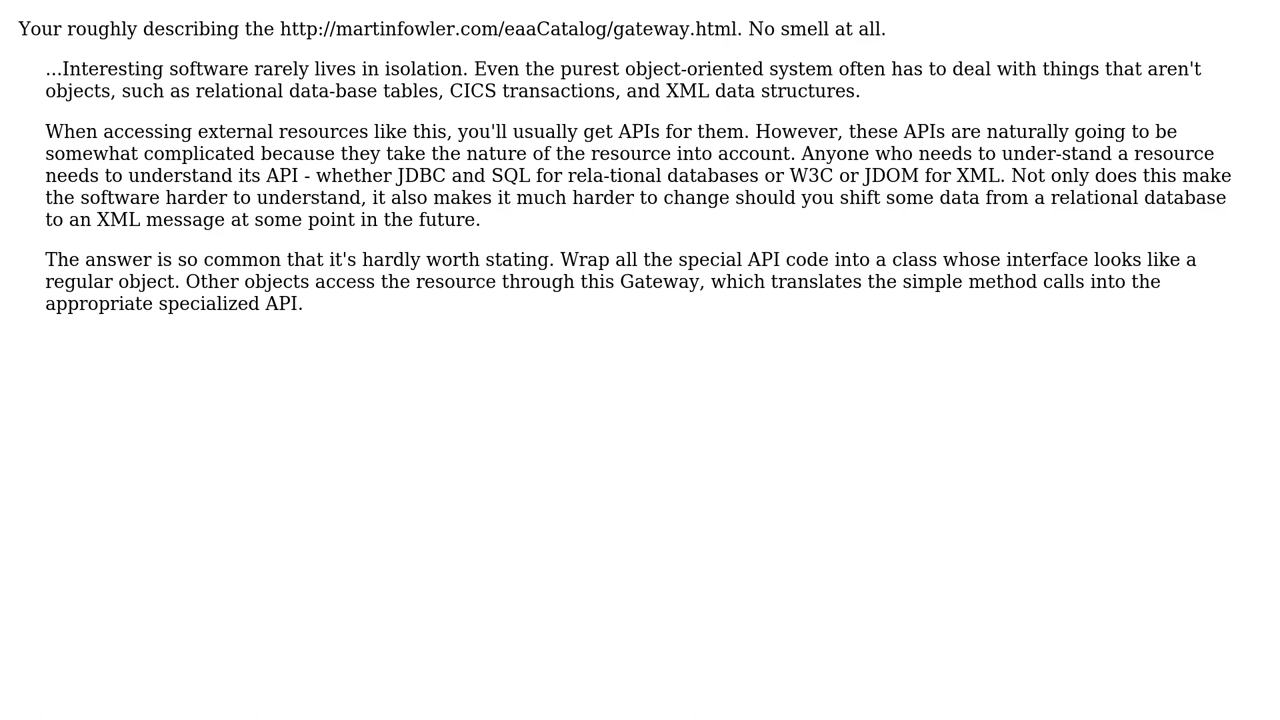 Your roughly describing the http://martinfowler.com/eaaCatalog/gateway.html. No smell at all.
...Interesting software rarely lives in isolation. Even the purest object-oriented system often has to deal with things that aren't
objects, such as relational data-base tables, CICS transactions, and XML data structures.
When accessing external resources like this, you'll usually get APIs for them. However, these APIs are naturally going to be
somewhat complicated because they take the nature of the resource into account. Anyone who needs to under-stand a resource
needs to understand its API - whether JDBC and SQL for rela-tional databases or W3C or JDOM for XML. Not only does this make
the software harder to understand, it also makes it much harder to change should you shift some data from a relational database
to an XML message at some point in the future.
The answer is so common that it's hardly worth stating. Wrap all the special API code into a class whose interface looks like a
regular object. Other objects access the resource through this Gateway, which translates the simple method calls into the
appropriate specialized API.